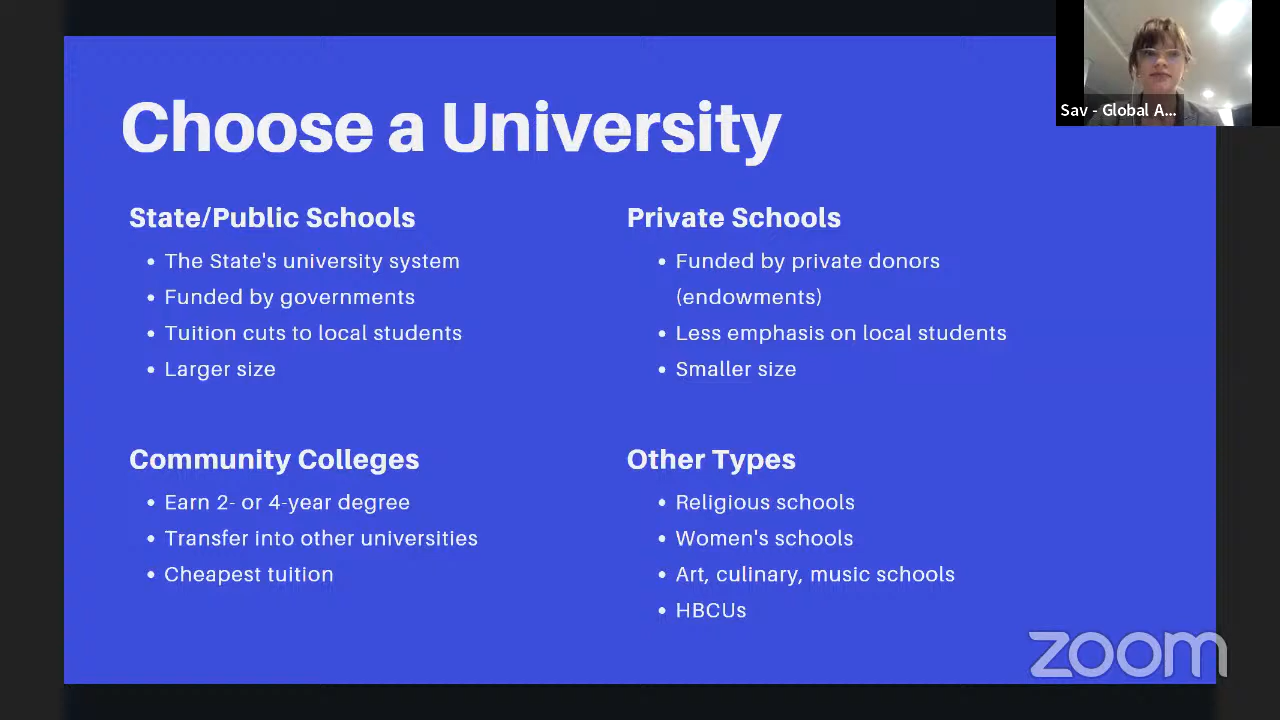 Choose a University
State/Public Schools
• The State's university system
• Funded by governments
• Tuition cuts to local students
• Larger size
Private Schools
• Funded by private donors
(endowments)
• Less emphasis on local students
• Smaller size
Community Colleges
• Earn 2- or 4-year degree
• Transfer into other universities
• Cheapest tuition
Other Types
• Religious schools
• Women's schools
• Art, culinary, music schools
• HBCUs
Sav - Global A...
zoom